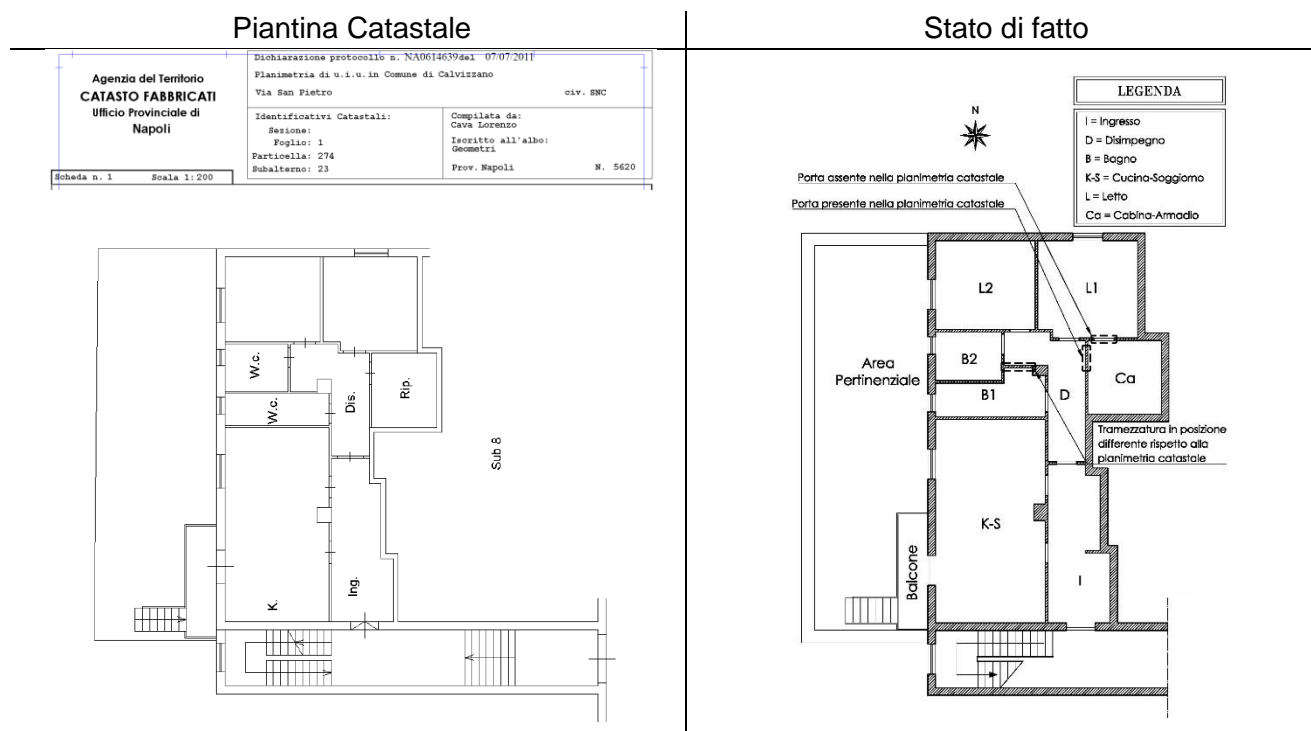 Piantina Catastale
Stato di fatto
Agenzia del Territorio
CATASTO FABBRICATI
Ufficio Provinciale di
Napoli
Dichiarazione protocollo n. NA0614639del 07/07/2011
Planimetria di u.i.u. in Comune di Calvizzano
Via San Pietro civ. SNC
Identificativi Catastali:
Sezione:
Foglio: 1
Particella: 274
Subalterno: 23
Compilata da:
Cava Lorenzo
Iscritto all'albo:
Geometri
Prov. Napoli N. 5620
Scheda n. 1 Scala 1:200
W.c.
W.c.
Dis.
Rip.
Sub 8
K.
Ing.
LEGENDA
I = Ingresso
D = Disimpegno
B = Bagno
K-S = Cucina-Soggiorno
L = Letto
Ca = Cabina-Armadio
N
Porta assente nella planimetria catastale
Porta presente nella planimetria catastale
L2
L1
B2
Area
Pertinenziale
Ca
B1
D
Tramezzatura in posizione
differente rispetto alla
planimetria catastale
K-S
Balcone
I